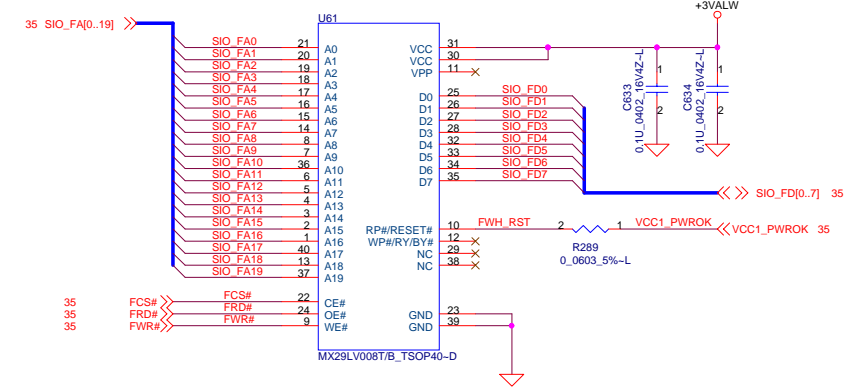 +3VALW
U61
35 SIO_FA[0..19]
SIO_FA0 21 A0 VCC 31
SIO_FA1 20 A1 VCC 30
SIO_FA2 19 A2 VPP 11
SIO_FA3 18 A3
SIO_FA4 17 A4 D0 25 SIO_FD0
SIO_FA5 16 A5 D1 26 SIO_FD1
SIO_FA6 15 A6 D2 27 SIO_FD2
SIO_FA7 14 A7 D3 28 SIO_FD3
SIO_FA8 8 A8 D4 32 SIO_FD4
SIO_FA9 7 A9 D5 33 SIO_FD5
SIO_FA10 36 A10 D6 34 SIO_FD6
SIO_FA11 6 A11 D7 35 SIO_FD7
SIO_FA12 5 A12
SIO_FA13 4 A13
SIO_FA14 3 A14
SIO_FA15 2 A15 RP#/RESET# 10 FWH_RST 2 1 VCC1_PWROK VCC1_PWROK 35
SIO_FA16 1 A16 WP#/RY/BY# 12
SIO_FA17 40 A17 NC 29
SIO_FA18 13 A18 NC 38
SIO_FA19 37 A19
SIO_FD[0..7] 35
R289
0_0603_5%~L
C633
0.1U_0402_16V4Z~L
1
2
C634
0.1U_0402_16V4Z~L
1
2
35 FCS# FCS# 22 CE#
35 FRD# FRD# 24 OE# GND 23
35 FWR# FWR# 9 WE# GND 39
MX29LV008T/B_TSOP40~D